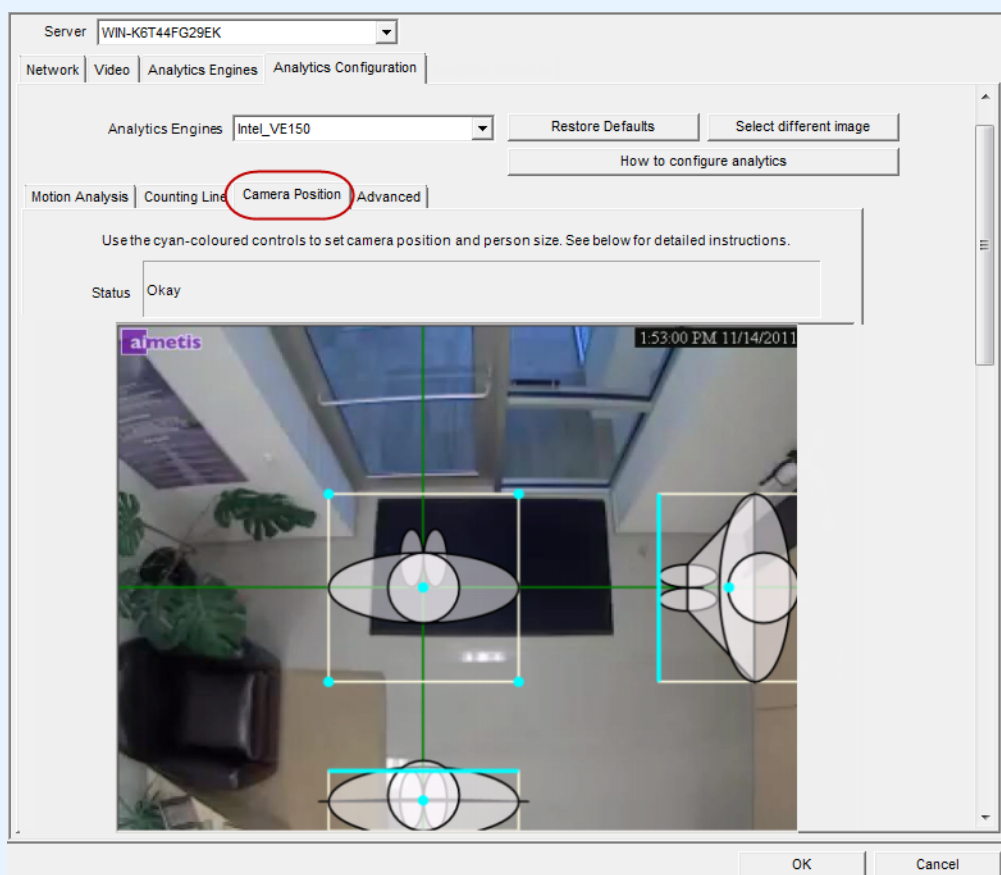 Server WIN-K6T44FG29EK
Network Video Analytics Engines Analytics Configuration
Analytics Engines Intel_VE150 Restore Defaults Select different image
How to configure analytics
Motion Analysis Counting Line Camera Position Advanced
Use the cyan-coloured controls to set camera position and person size. See below for detailed instructions.
Status Okay
aimetis 1:53:00 PM 11/14/2011
OK Cancel